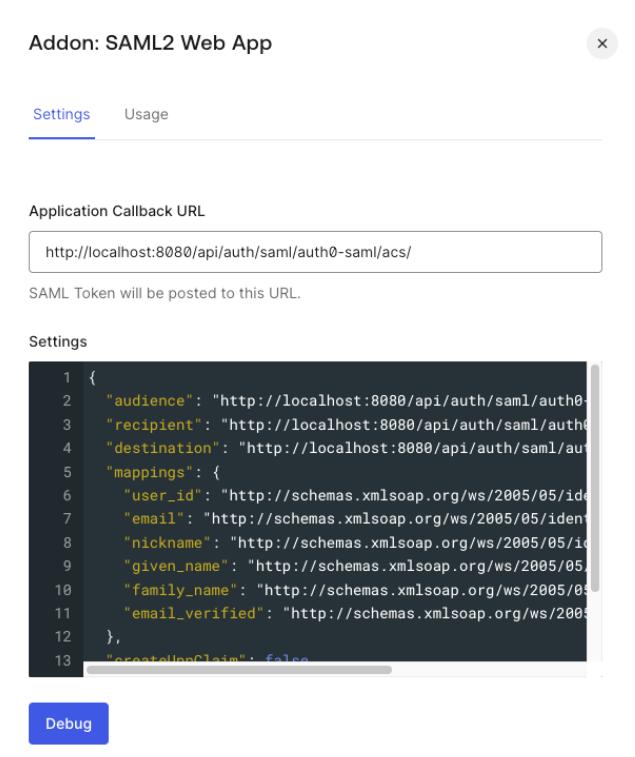 Addon: SAML2 Web App
Settings
Usage
Application Callback URL
http://localhost:8080/api/auth/saml/auth0-saml/acs/
SAML Token will be posted to this URL.
Settings
1 {
2 "audience": "http://localhost:8080/api/auth/saml/auth0-
3 "recipient": "http://localhost:8080/api/auth/saml/auth0
4 "destination": "http://localhost:8080/api/auth/saml/aut
5 "mappings": {
6 "user_id": "http://schemas.xmlsoap.org/ws/2005/05/ide
7 "email": "http://schemas.xmlsoap.org/ws/2005/05/ident
8 "nickname": "http://schemas.xmlsoap.org/ws/2005/05/id
9 "given_name": "http://schemas.xmlsoap.org/ws/2005/05/
10 "family_name": "http://schemas.xmlsoap.org/ws/2005/05
11 "email_verified": "http://schemas.xmlsoap.org/ws/2005
12 },
13 "createUpnClaim": false
Debug